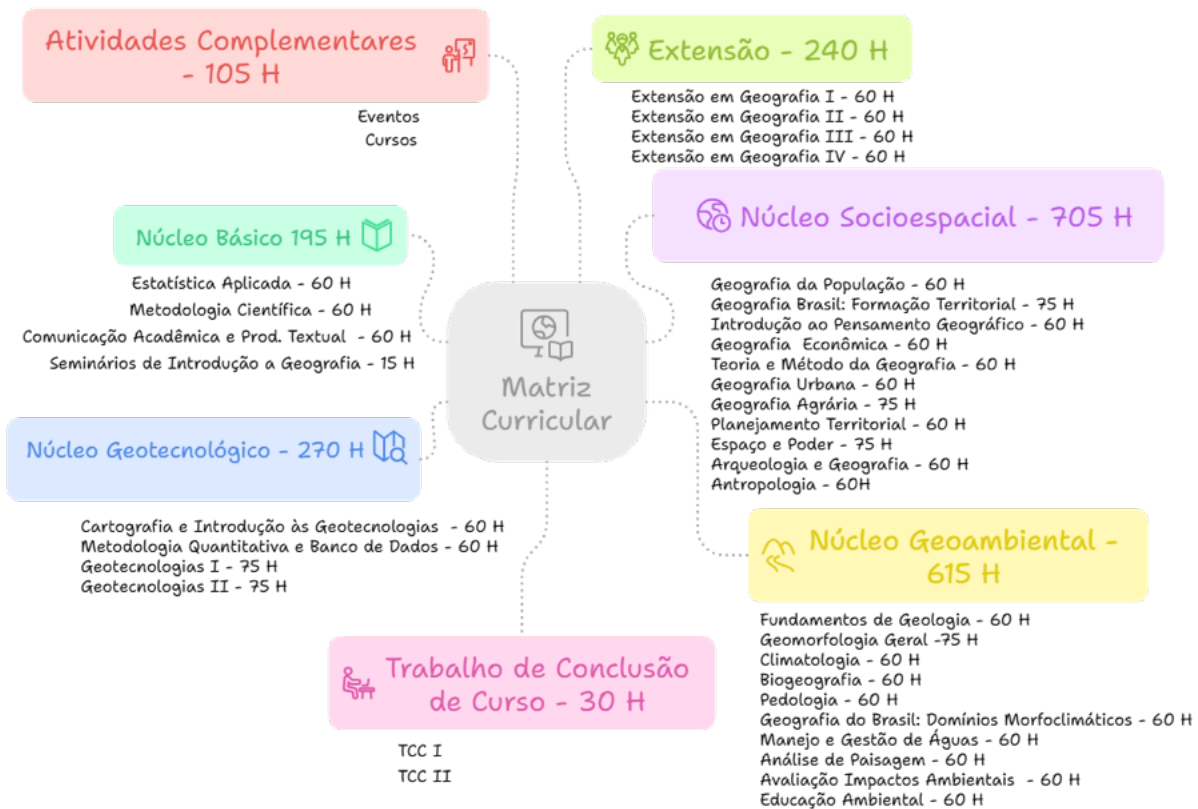 Atividades Complementares
- 105 H
Eventos
Cursos
Extensão - 240 H
Extensão em Geografia I - 60 H
Extensão em Geografia II - 60 H
Extensão em Geografia III - 60 H
Extensão em Geografia IV - 60 H
Núcleo Básico 195 H
Estatística Aplicada - 60 H
Metodologia Científica - 60 H
Comunicação Acadêmica e Prod. Textual - 60 H
Seminários de Introdução a Geografia - 15 H
Núcleo Socioespacial - 705 H
Geografia da População - 60 H
Geografia Brasil: Formação Territorial - 75 H
Introdução ao Pensamento Geográfico - 60 H
Geografia Econômica - 60 H
Teoria e Método da Geografia - 60 H
Geografia Urbana - 60 H
Geografia Agrária - 75 H
Planejamento Territorial - 60 H
Espaço e Poder - 75 H
Arqueologia e Geografia - 60 H
Antropologia - 60H
Matriz
Curricular
Núcleo Geotecnológico - 270 H
Cartografia e Introdução às Geotecnologias - 60 H
Metodologia Quantitativa e Banco de Dados - 60 H
Geotecnologias I - 75 H
Geotecnologias II - 75 H
Núcleo Geoambiental -
615 H
Fundamentos de Geologia - 60 H
Geomorfologia Geral -75 H
Climatologia - 60 H
Biogeografia - 60 H
Pedologia - 60 H
Geografia do Brasil: Domínios Morfoclimáticos - 60 H
Manejo e Gestão de Águas - 60 H
Análise de Paisagem - 60 H
Avaliação Impactos Ambientais - 60 H
Educação Ambiental - 60 H
Trabalho de Conclusão
de Curso - 30 H
TCC I
TCC II